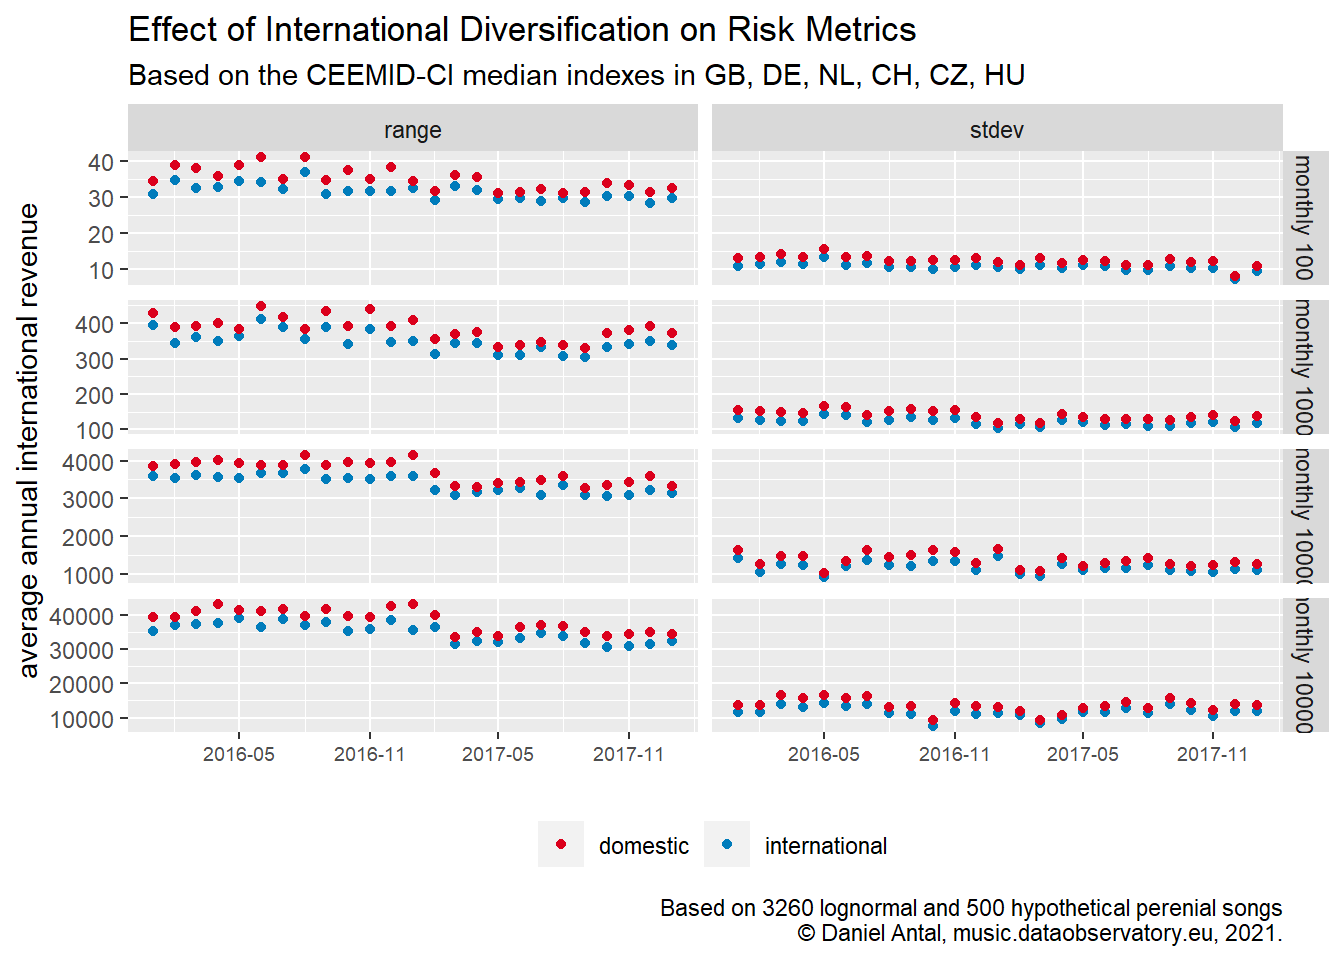 Effect of International Diversification on Risk Metrics
Based on the CEEMID-CI median indexes in GB, DE, NL, CH, CZ, HU
range
stdev
average annual international revenue
40
30
20
10
monthly 100
400
300
200
100
monthly 1000
4000
3000
2000
1000
monthly 10000
40000
30000
20000
10000
onthly 10000
2016-05
2016-11
2017-05
2017-11
2016-05
2016-11
2017-05
2017-11
domestic
international
Based on 3260 lognormal and 500 hypothetical perenial songs
© Daniel Antal, music.dataobservatory.eu, 2021.